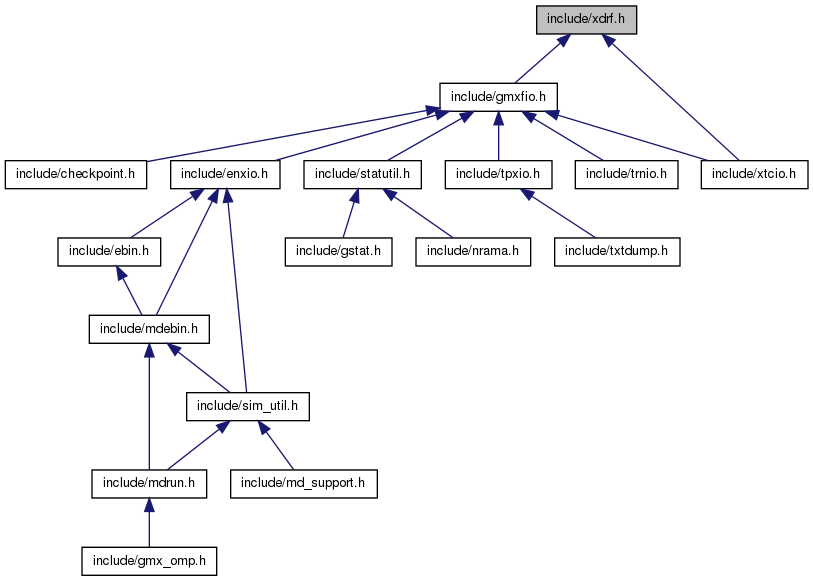 include/xdrf.h
include/gmxfio.h
include/checkpoint.h
include/enxio.h
include/statutil.h
include/tpxio.h
include/trnio.h
include/xtcio.h
include/ebin.h
include/gstat.h
include/nrama.h
include/txtdump.h
include/mdebin.h
include/sim_util.h
include/mdrun.h
include/md_support.h
include/gmx_omp.h